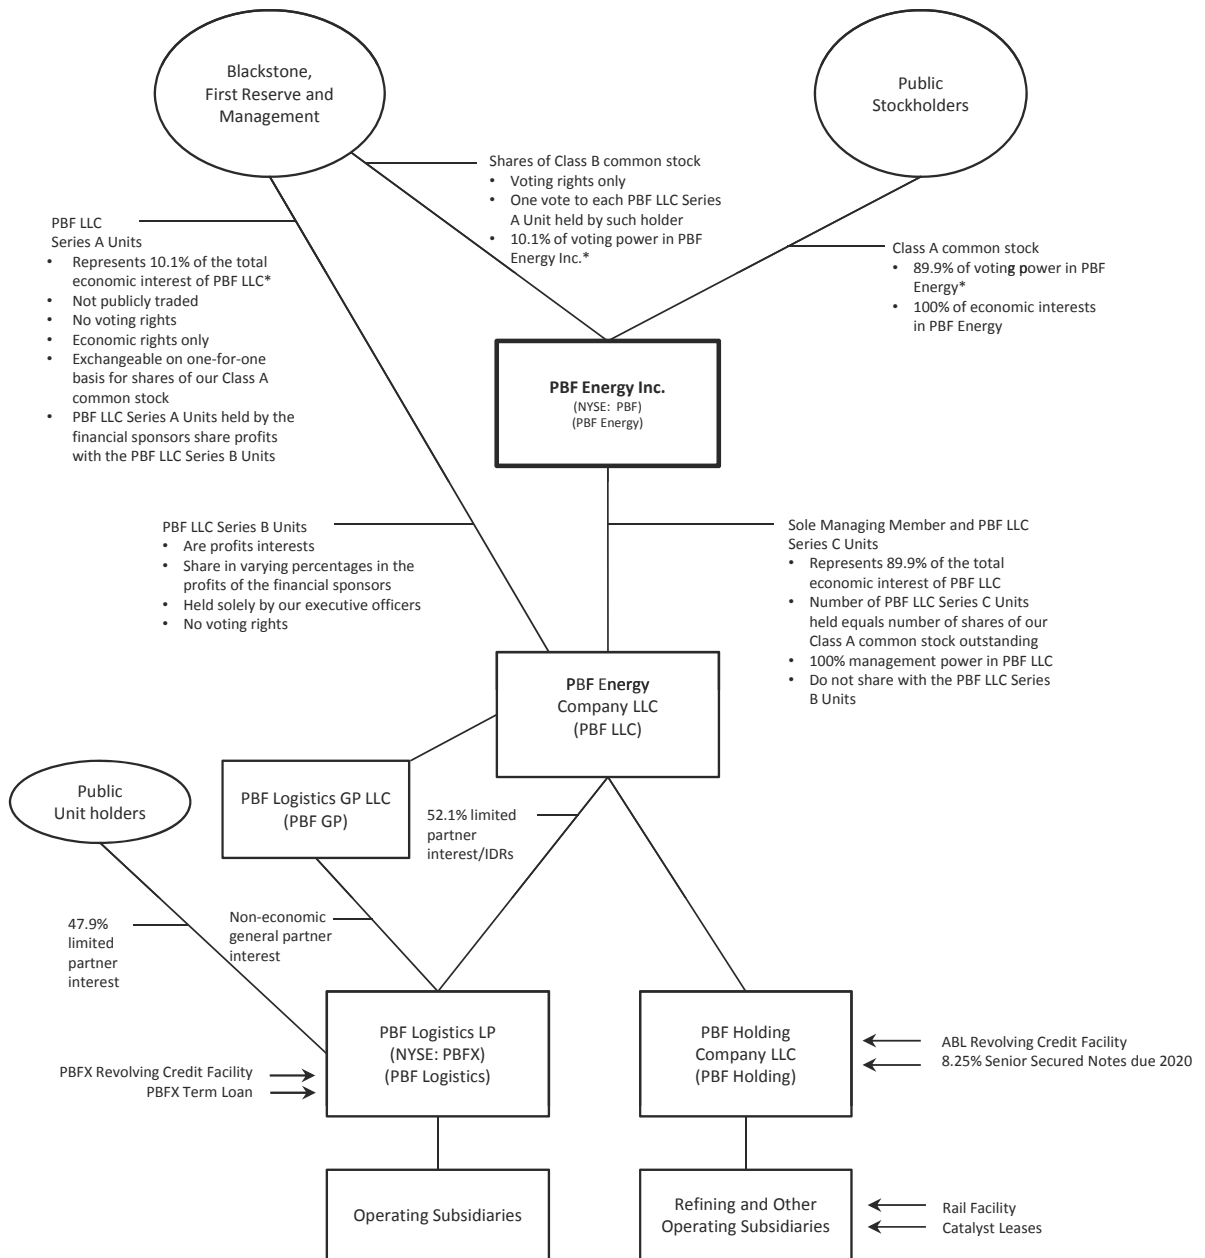 Blackstone,
First Reserve and
Management
Public
Stockholders
Shares of Class B common stock
• Voting rights only
• One vote to each PBF LLC Series
A Unit held by such holder
• 10.1% of voting power in PBF
Energy Inc.*
PBF LLC
Series A Units
• Represents 10.1% of the total
economic interest of PBF LLC*
• Not publicly traded
• No voting rights
• Economic rights only
• Exchangeable on one-for-one
basis for shares of our Class A
common stock
• PBF LLC Series A Units held by the
financial sponsors share profits
with the PBF LLC Series B Units
Class A common stock
• 89.9% of voting power in PBF
Energy*
• 100% of economic interests
in PBF Energy
PBF Energy Inc.
(NYSE: PBF)
(PBF Energy)
PBF LLC Series B Units
• Are profits interests
• Share in varying percentages in the
profits of the financial sponsors
• Held solely by our executive officers
• No voting rights
Sole Managing Member and PBF LLC
Series C Units
• Represents 89.9% of the total
economic interest of PBF LLC
• Number of PBF LLC Series C Units
held equals number of shares of our
Class A common stock outstanding
• 100% management power in PBF LLC
• Do not share with the PBF LLC Series
B Units
PBF Energy
Company LLC
(PBF LLC)
Public
Unit holders
PBF Logistics GP LLC
(PBF GP)
52.1% limited
partner
interest/IDRs
47.9%
limited
partner
interest
Non-economic
general partner
interest
PBF Logistics LP
(NYSE: PBFX)
(PBF Logistics)
PBF Holding
Company LLC
(PBF Holding)
ABL Revolving Credit Facility
8.25% Senior Secured Notes due 2020
PBFX Revolving Credit Facility
PBFX Term Loan
Operating Subsidiaries
Refining and Other
Operating Subsidiaries
Rail Facility
Catalyst Leases